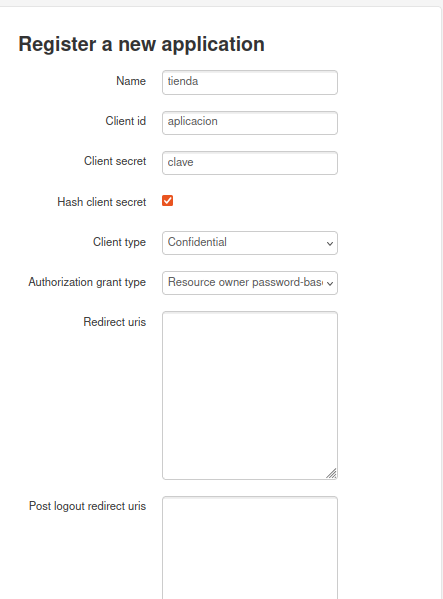 Register a new application
Name tienda
Client id aplicacion
Client secret clave
Hash client secret
Client type Confidential
Authorization grant type Resource owner password-bas
Redirect uris
Post logout redirect uris